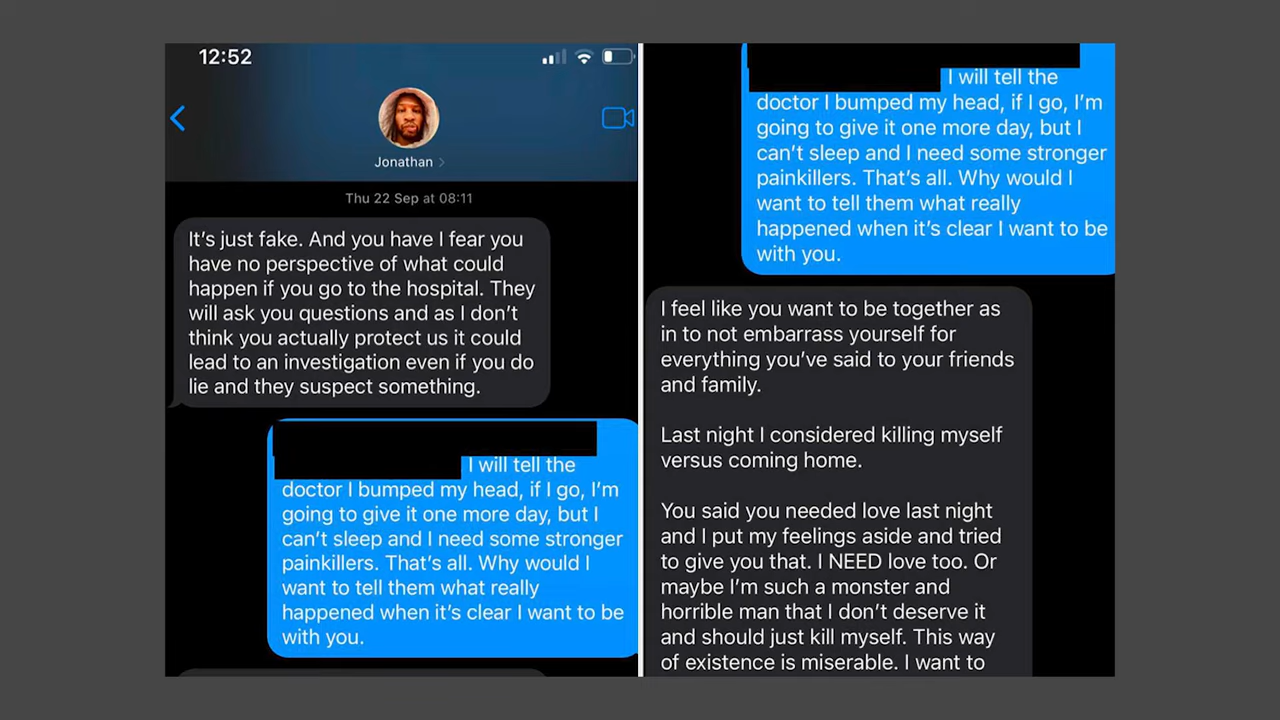 12:52
Jonathan
Thu 22 Sep at 08:11
It's just fake. And you have I fear you
have no perspective of what could
happen if you go to the hospital. They
will ask you questions and as I don't
think you actually protect us it could
lead to an investigation even if you do
lie and they suspect something.
I will tell the
doctor I bumped my head, if I go, I'm
going to give it one more day, but I
can't sleep and I need some stronger
painkillers. That's all. Why would I
want to tell them what really
happened when it's clear I want to be
with you.
I will tell the
doctor I bumped my head, if I go, I'm
going to give it one more day, but I
can't sleep and I need some stronger
painkillers. That's all. Why would I
want to tell them what really
happened when it's clear I want to be
with you.
I feel like you want to be together as
in to not embarrass yourself for
everything you've said to your friends
and family.
Last night I considered killing myself
versus coming home.
You said you needed love last night
and I put my feelings aside and tried
to give you that. I NEED love too. Or
maybe I'm such a monster and
horrible man that I don't deserve it
and should just kill myself. This way
of existence is miserable. I want to